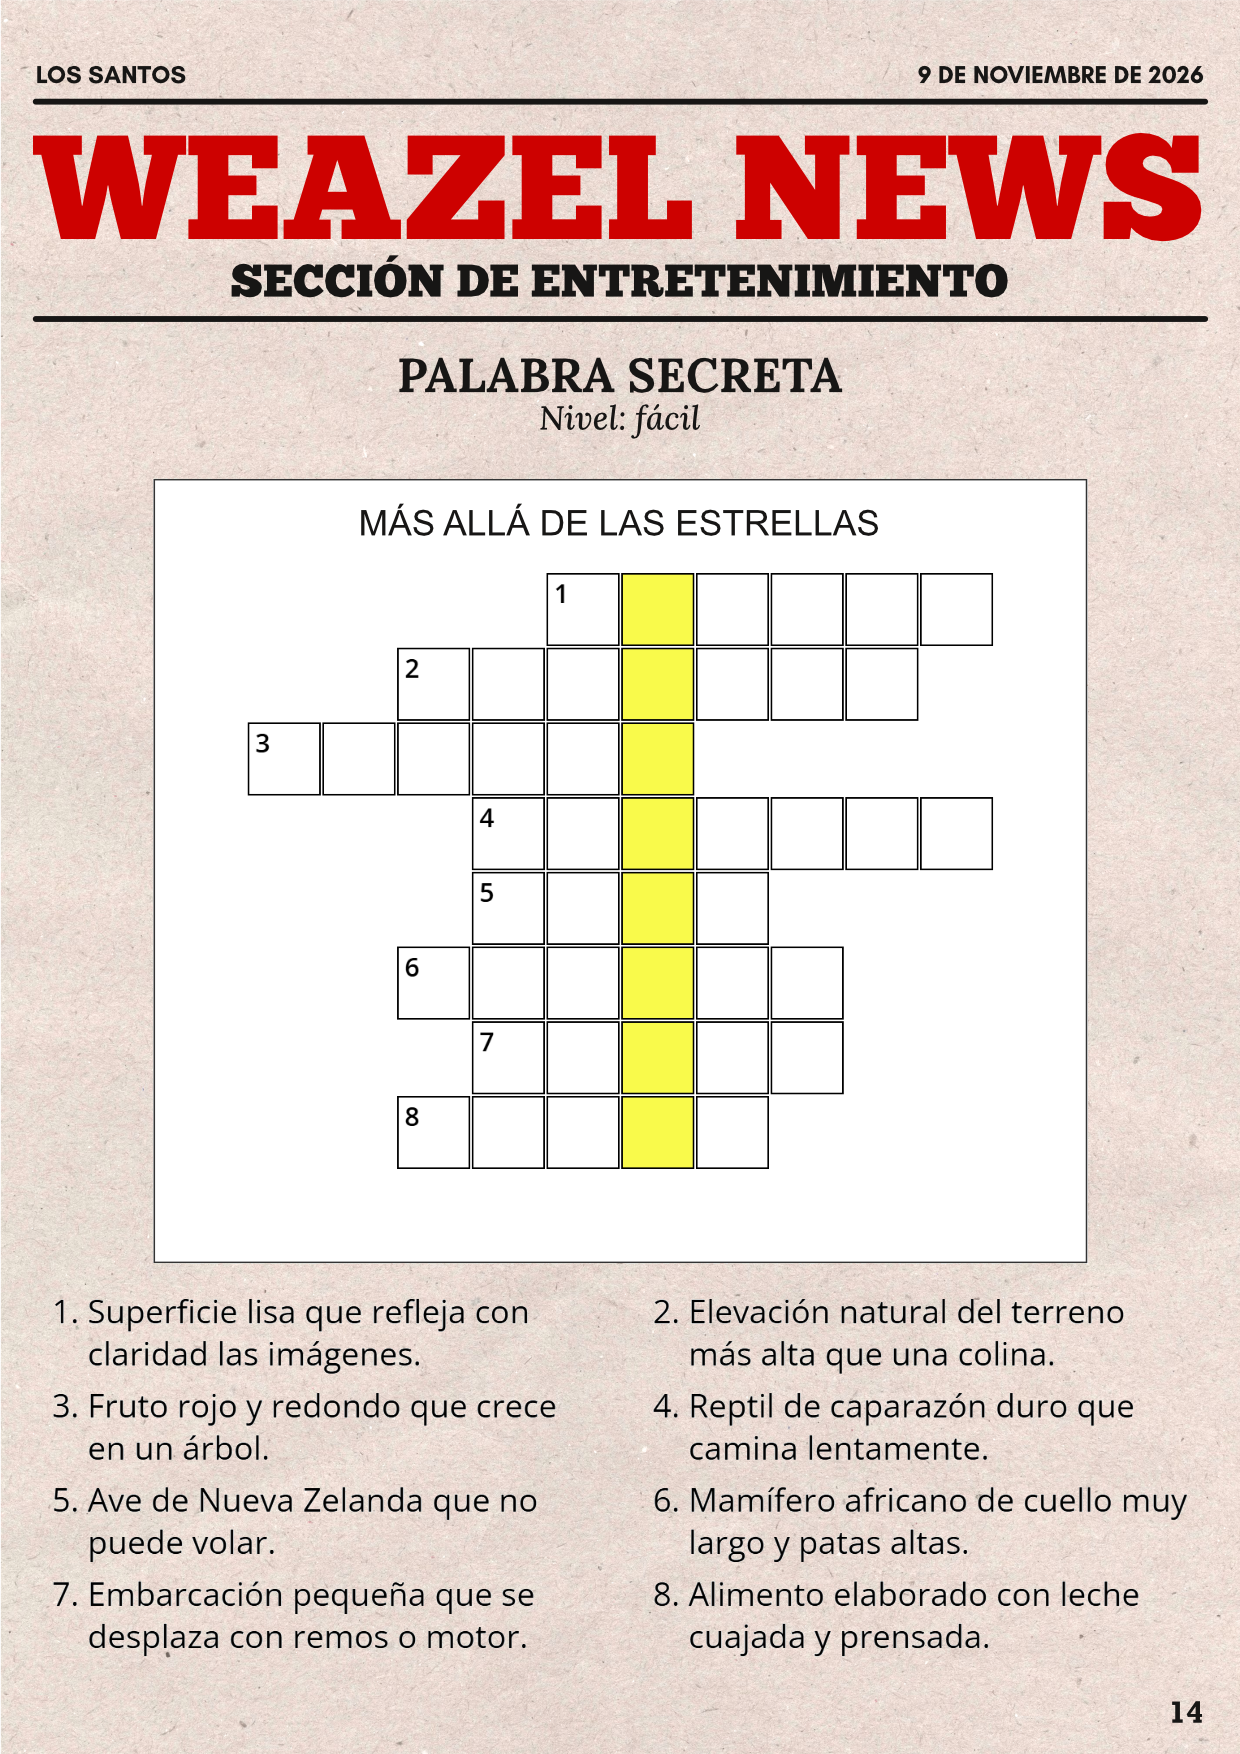 LOS SANTOS
9 DE NOVIEMBRE DE 2026
WEAZEL NEWS
SECCIÓN DE ENTRETENIMIENTO
PALABRA SECRETA
Nivel: fácil
MÁS ALLÁ DE LAS ESTRELLAS
1
2
3
4
5
6
7
8
1. Superficie lisa que refleja con
claridad las imágenes.
2. Elevación natural del terreno
más alta que una colina.
3. Fruto rojo y redondo que crece
en un árbol.
4. Reptil de caparazón duro que
camina lentamente.
5. Ave de Nueva Zelanda que no
puede volar.
6. Mamífero africano de cuello muy
largo y patas altas.
7. Embarcación pequeña que se
desplaza con remos o motor.
8. Alimento elaborado con leche
cuajada y prensada.
14